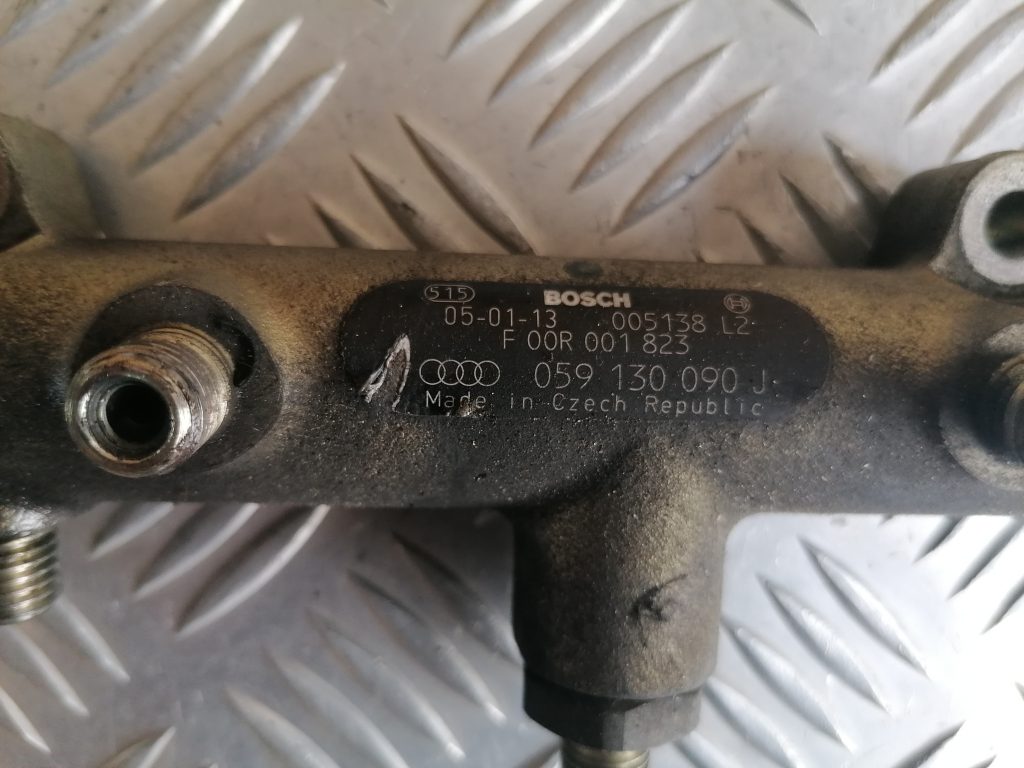 515 BOSCH
05-01-13 005138 L2
F 00R 001 823
059 130 090 J
Made in Czech Republic